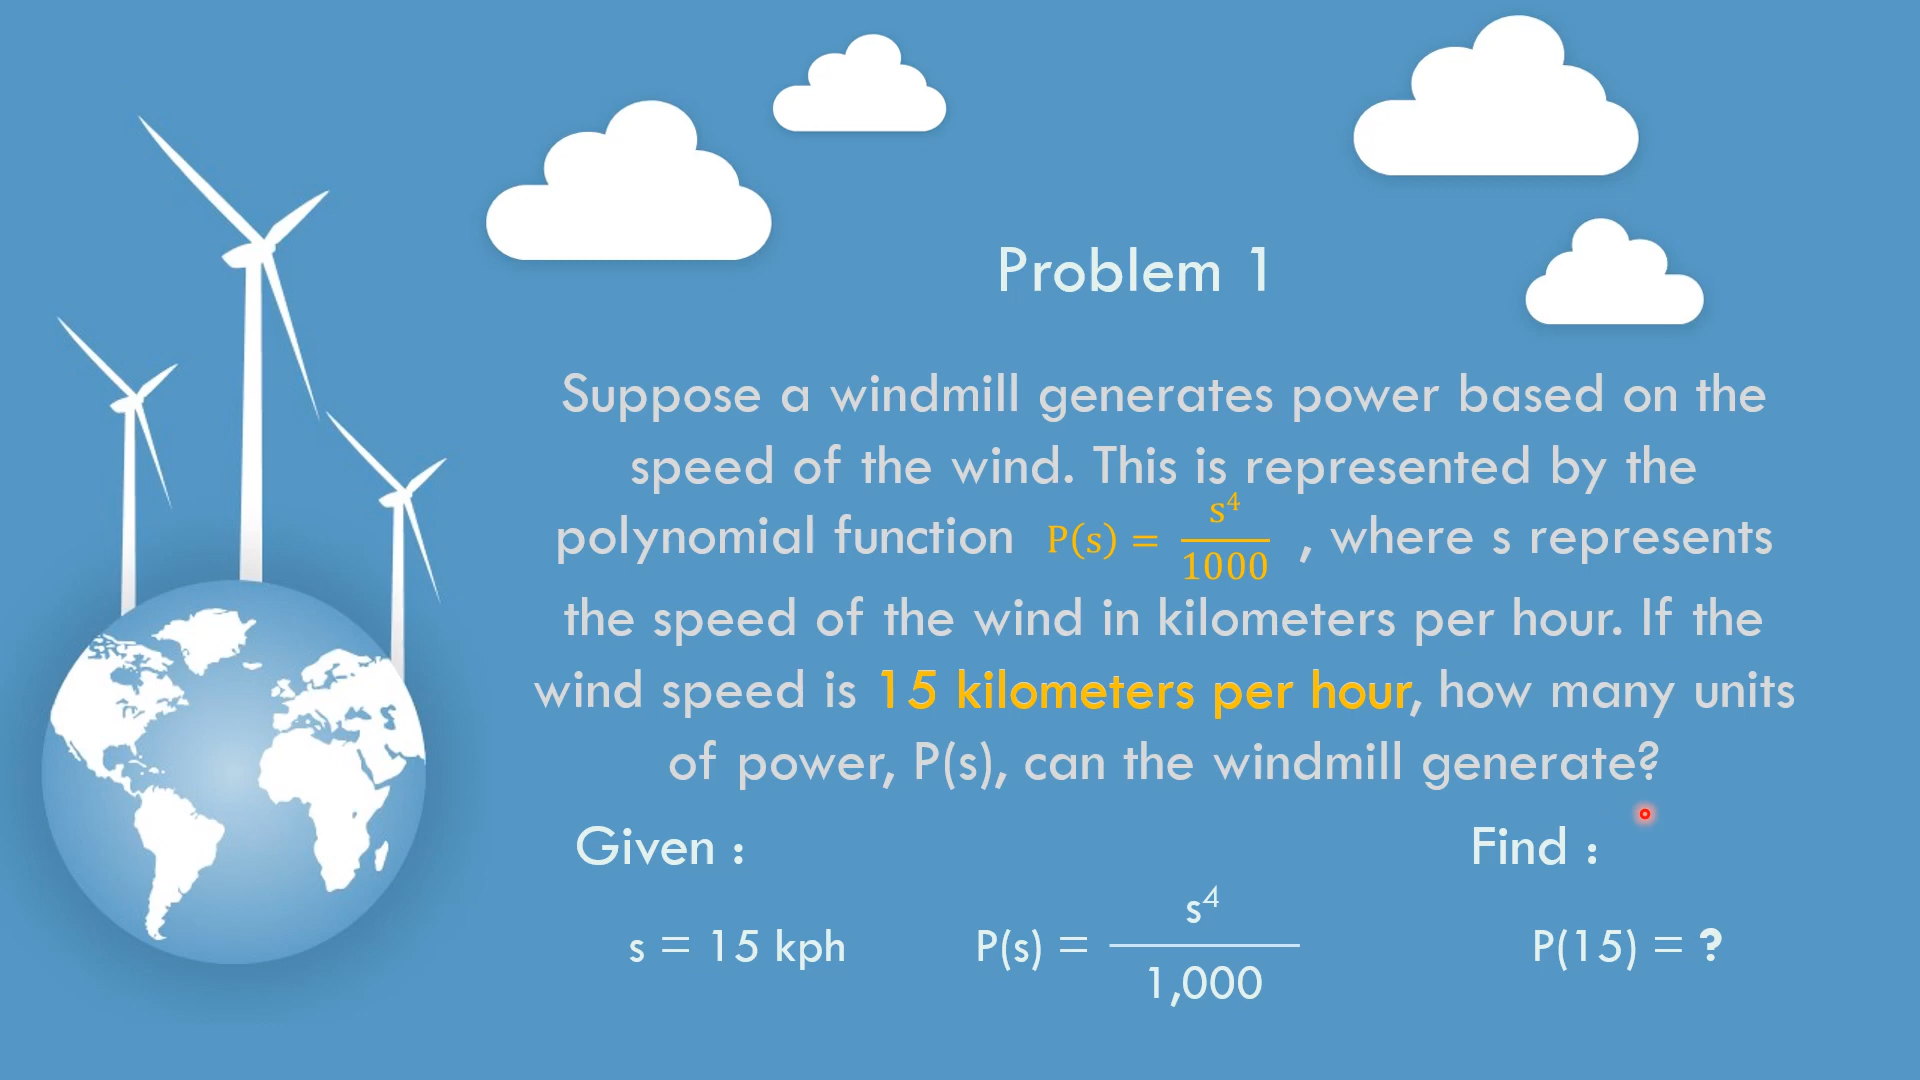 Problem 1
Suppose a windmill generates power based on the
speed of the wind. This is represented by the
polynomial function P(s) = s⁴/1000 , where s represents
the speed of the wind in kilometers per hour. If the
wind speed is 15 kilometers per hour, how many units
of power, P(s), can the windmill generate?
Given : Find :
s = 15 kph P(s) = s⁴/1,000 P(15) = ?